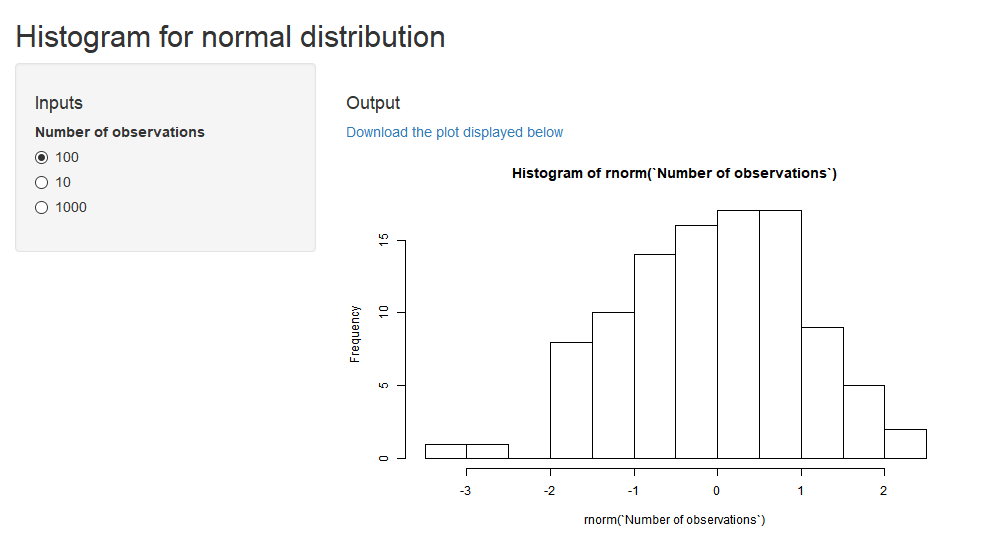 Histogram for normal distribution
Inputs
Number of observations
100
10
1000
Output
Download the plot displayed below
Histogram of rnorm(`Number of observations`)
Frequency
15
10
5
0
-3 -2 -1 0 1 2
rnorm(`Number of observations`)